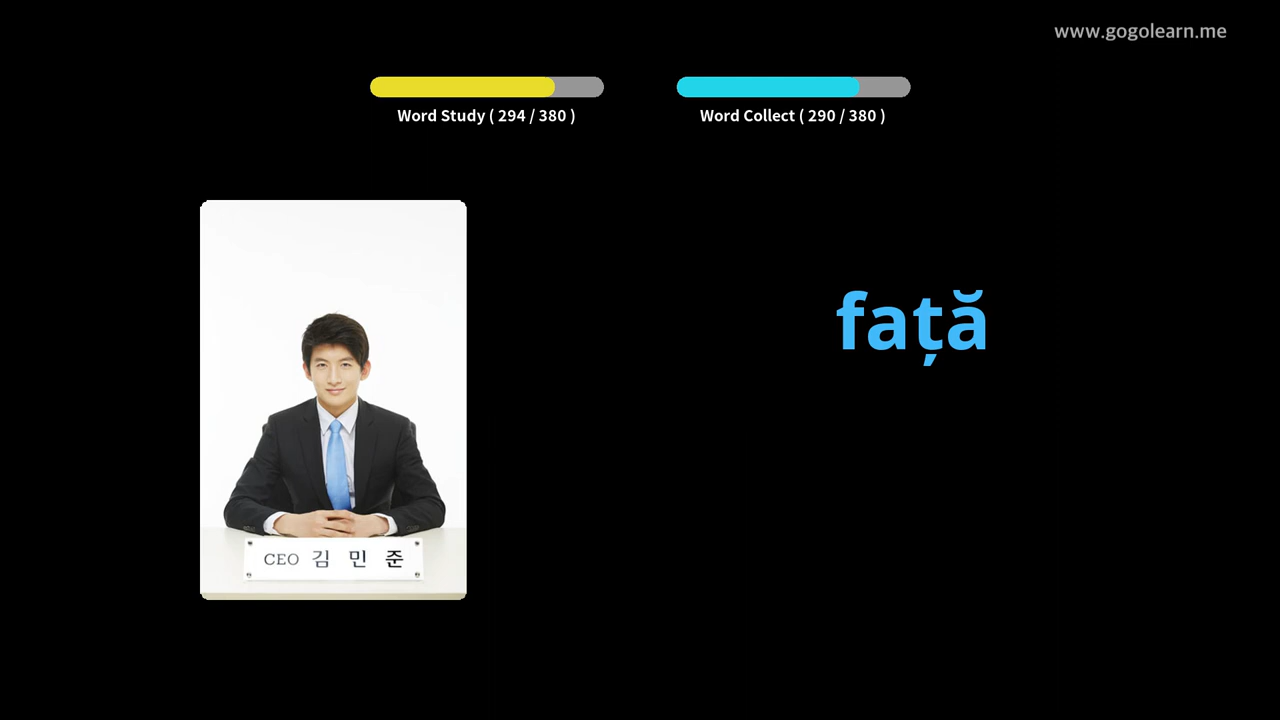 www.gogolearn.me
Word Study ( 294 / 380 )
Word Collect ( 290 / 380 )
față
CEO 김 민 준